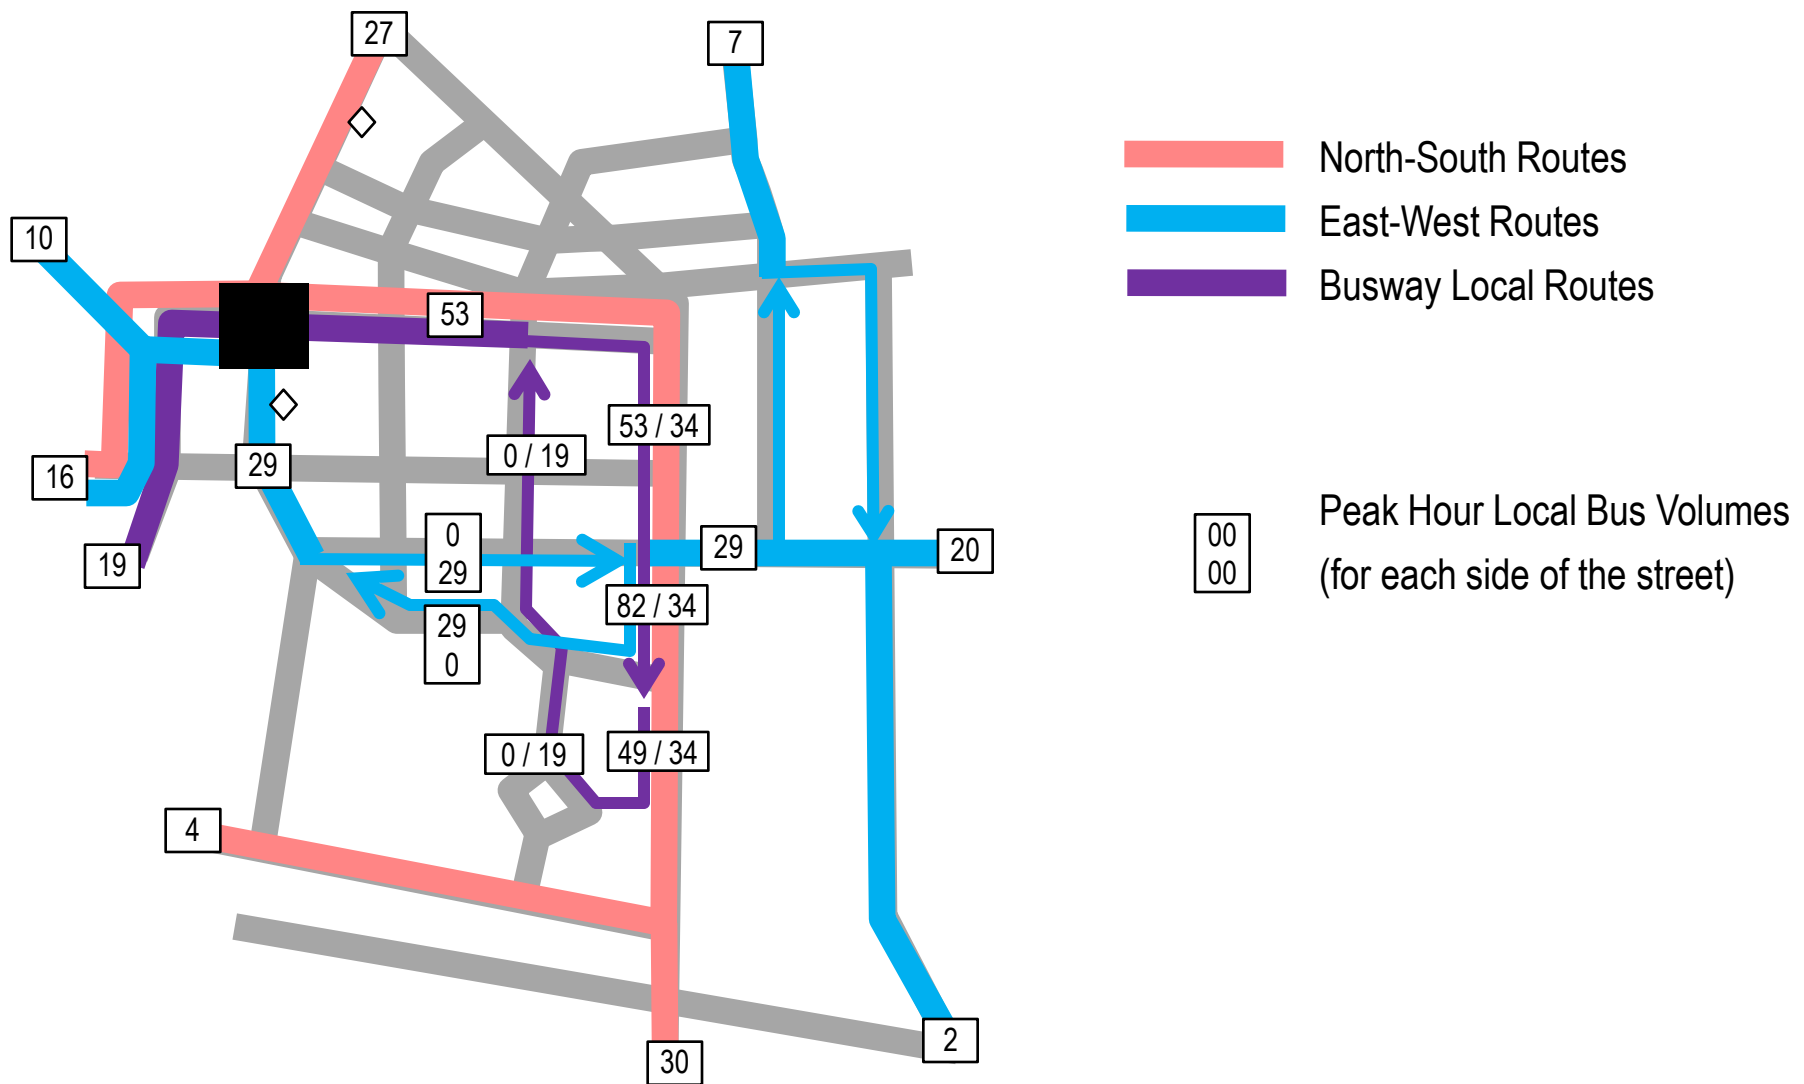 27
7
North-South Routes
10
East-West Routes
Busway Local Routes
53
53 / 34
0 / 19
16
29
Peak Hour Local Bus Volumes
(for each side of the street)
00
00
0
29
29
20
19
82 / 34
29
0
0 / 19
49 / 34
4
2
30